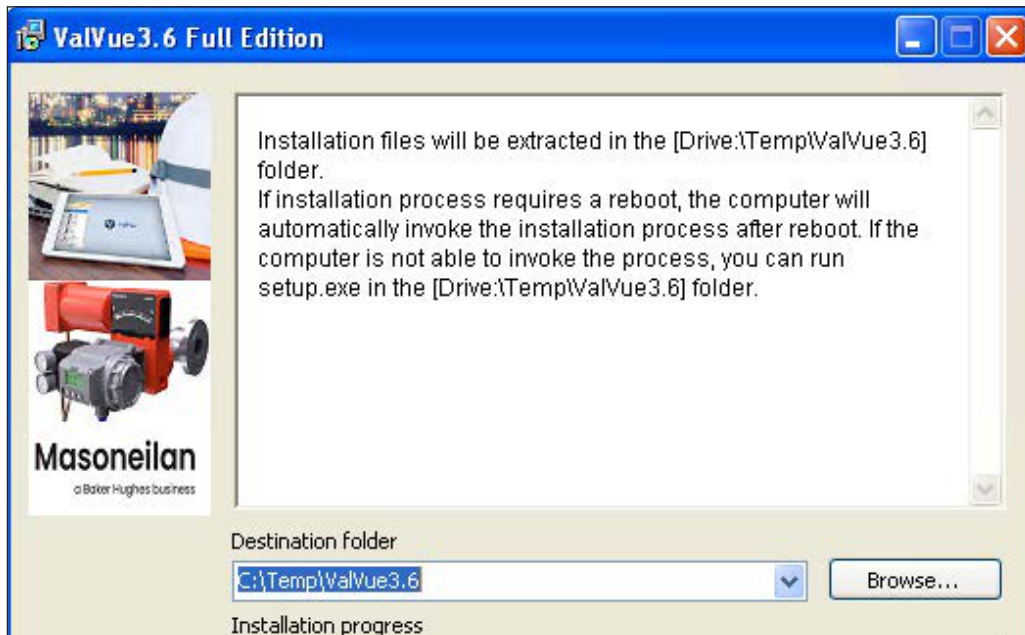 ValVue3.6 Full Edition
Installation files will be extracted in the [Drive:\Temp\ValVue3.6]
folder.
If installation process requires a reboot, the computer will
automatically invoke the installation process after reboot. If the
computer is not able to invoke the process, you can run
setup.exe in the [Drive:\Temp\ValVue3.6] folder.
Masoneilan
a Baker Hughes business
Destination folder
C:\Temp\ValVue3.6
Browse...
Installation progress